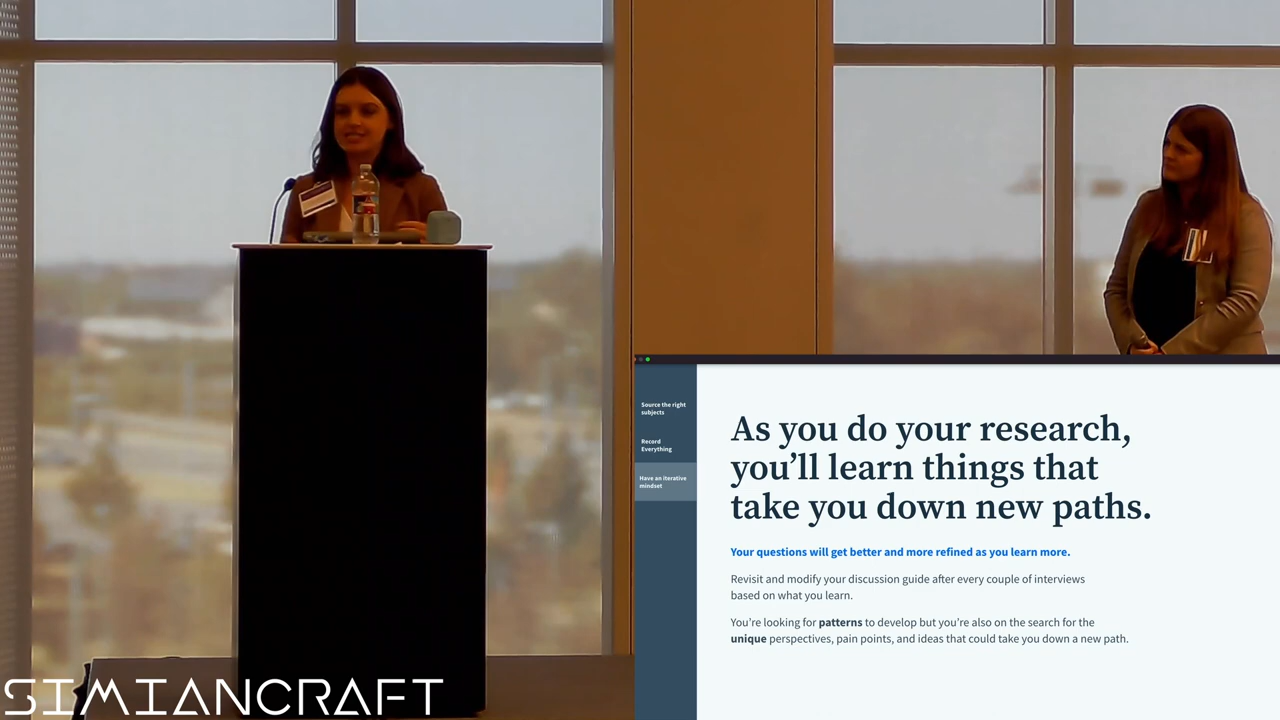 SIMIANCRAFT
Source the right
subjects
Record
Everything
Have an iterative
mindset
As you do your research,
you’ll learn things that
take you down new paths.
Your questions will get better and more refined as you learn more.
Revisit and modify your discussion guide after every couple of interviews
based on what you learn.
You’re looking for patterns to develop but you’re also on the search for the
unique perspectives, pain points, and ideas that could take you down a new path.